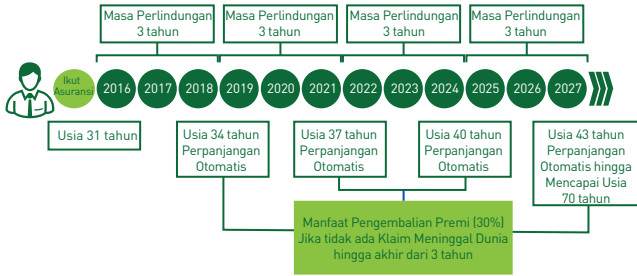 Masa Perlindungan
3 tahun
Masa Perlindungan
3 tahun
Masa Perlindungan
3 tahun
Masa Perlindungan
3 tahun
Ikut
Asuransi
2016
2017
2018
2019
2020
2021
2022
2023
2024
2025
2026
2027
Usia 31 tahun
Usia 34 tahun
Perpanjangan
Otomatis
Usia 37 tahun
Perpanjangan
Otomatis
Usia 40 tahun
Perpanjangan
Otomatis
Usia 43 tahun
Perpanjangan
Otomatis hingga
Mencapai Usia
70 tahun
Manfaat Pengembalian Premi (30%)
Jika tidak ada Klaim Meninggal Dunia
hingga akhir dari 3 tahun